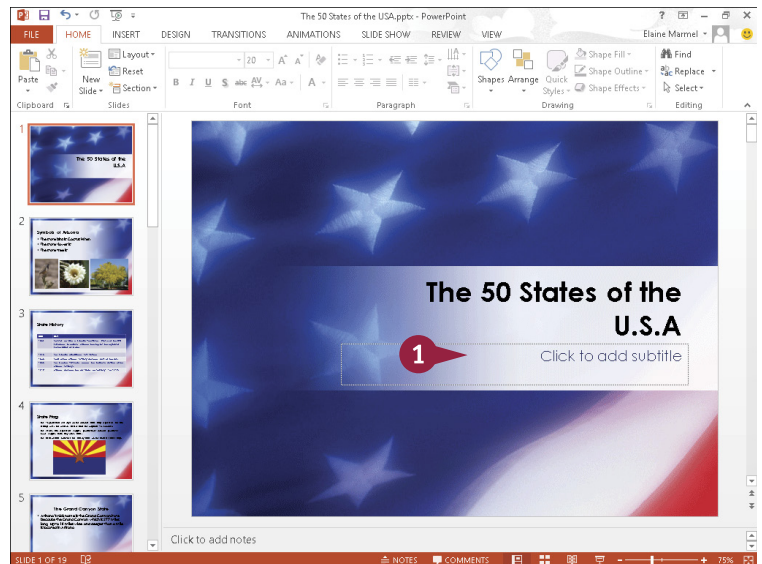 The 50 States of the USA.pptx - PowerPoint
FILE HOME INSERT DESIGN TRANSITIONS ANIMATIONS SLIDE SHOW REVIEW VIEW Elaine Marmel
Paste
New
Slide
Layout
Reset
Section
20
B I U S abc AV Aa A
Shapes Arrange Quick
Styles
Shape Fill
Shape Outline
Shape Effects
Find
Replace
Select
Clipboard Slides Font Paragraph Drawing Editing
1
The 50 States of the
U.S.A
2
Symbols of Arizona
3
State History
4
State Flag
5
The Grand Canyon State
The 50 States of the
U.S.A
1
Click to add subtitle
Click to add notes
SLIDE 1 OF 19 NOTES COMMENTS 75%